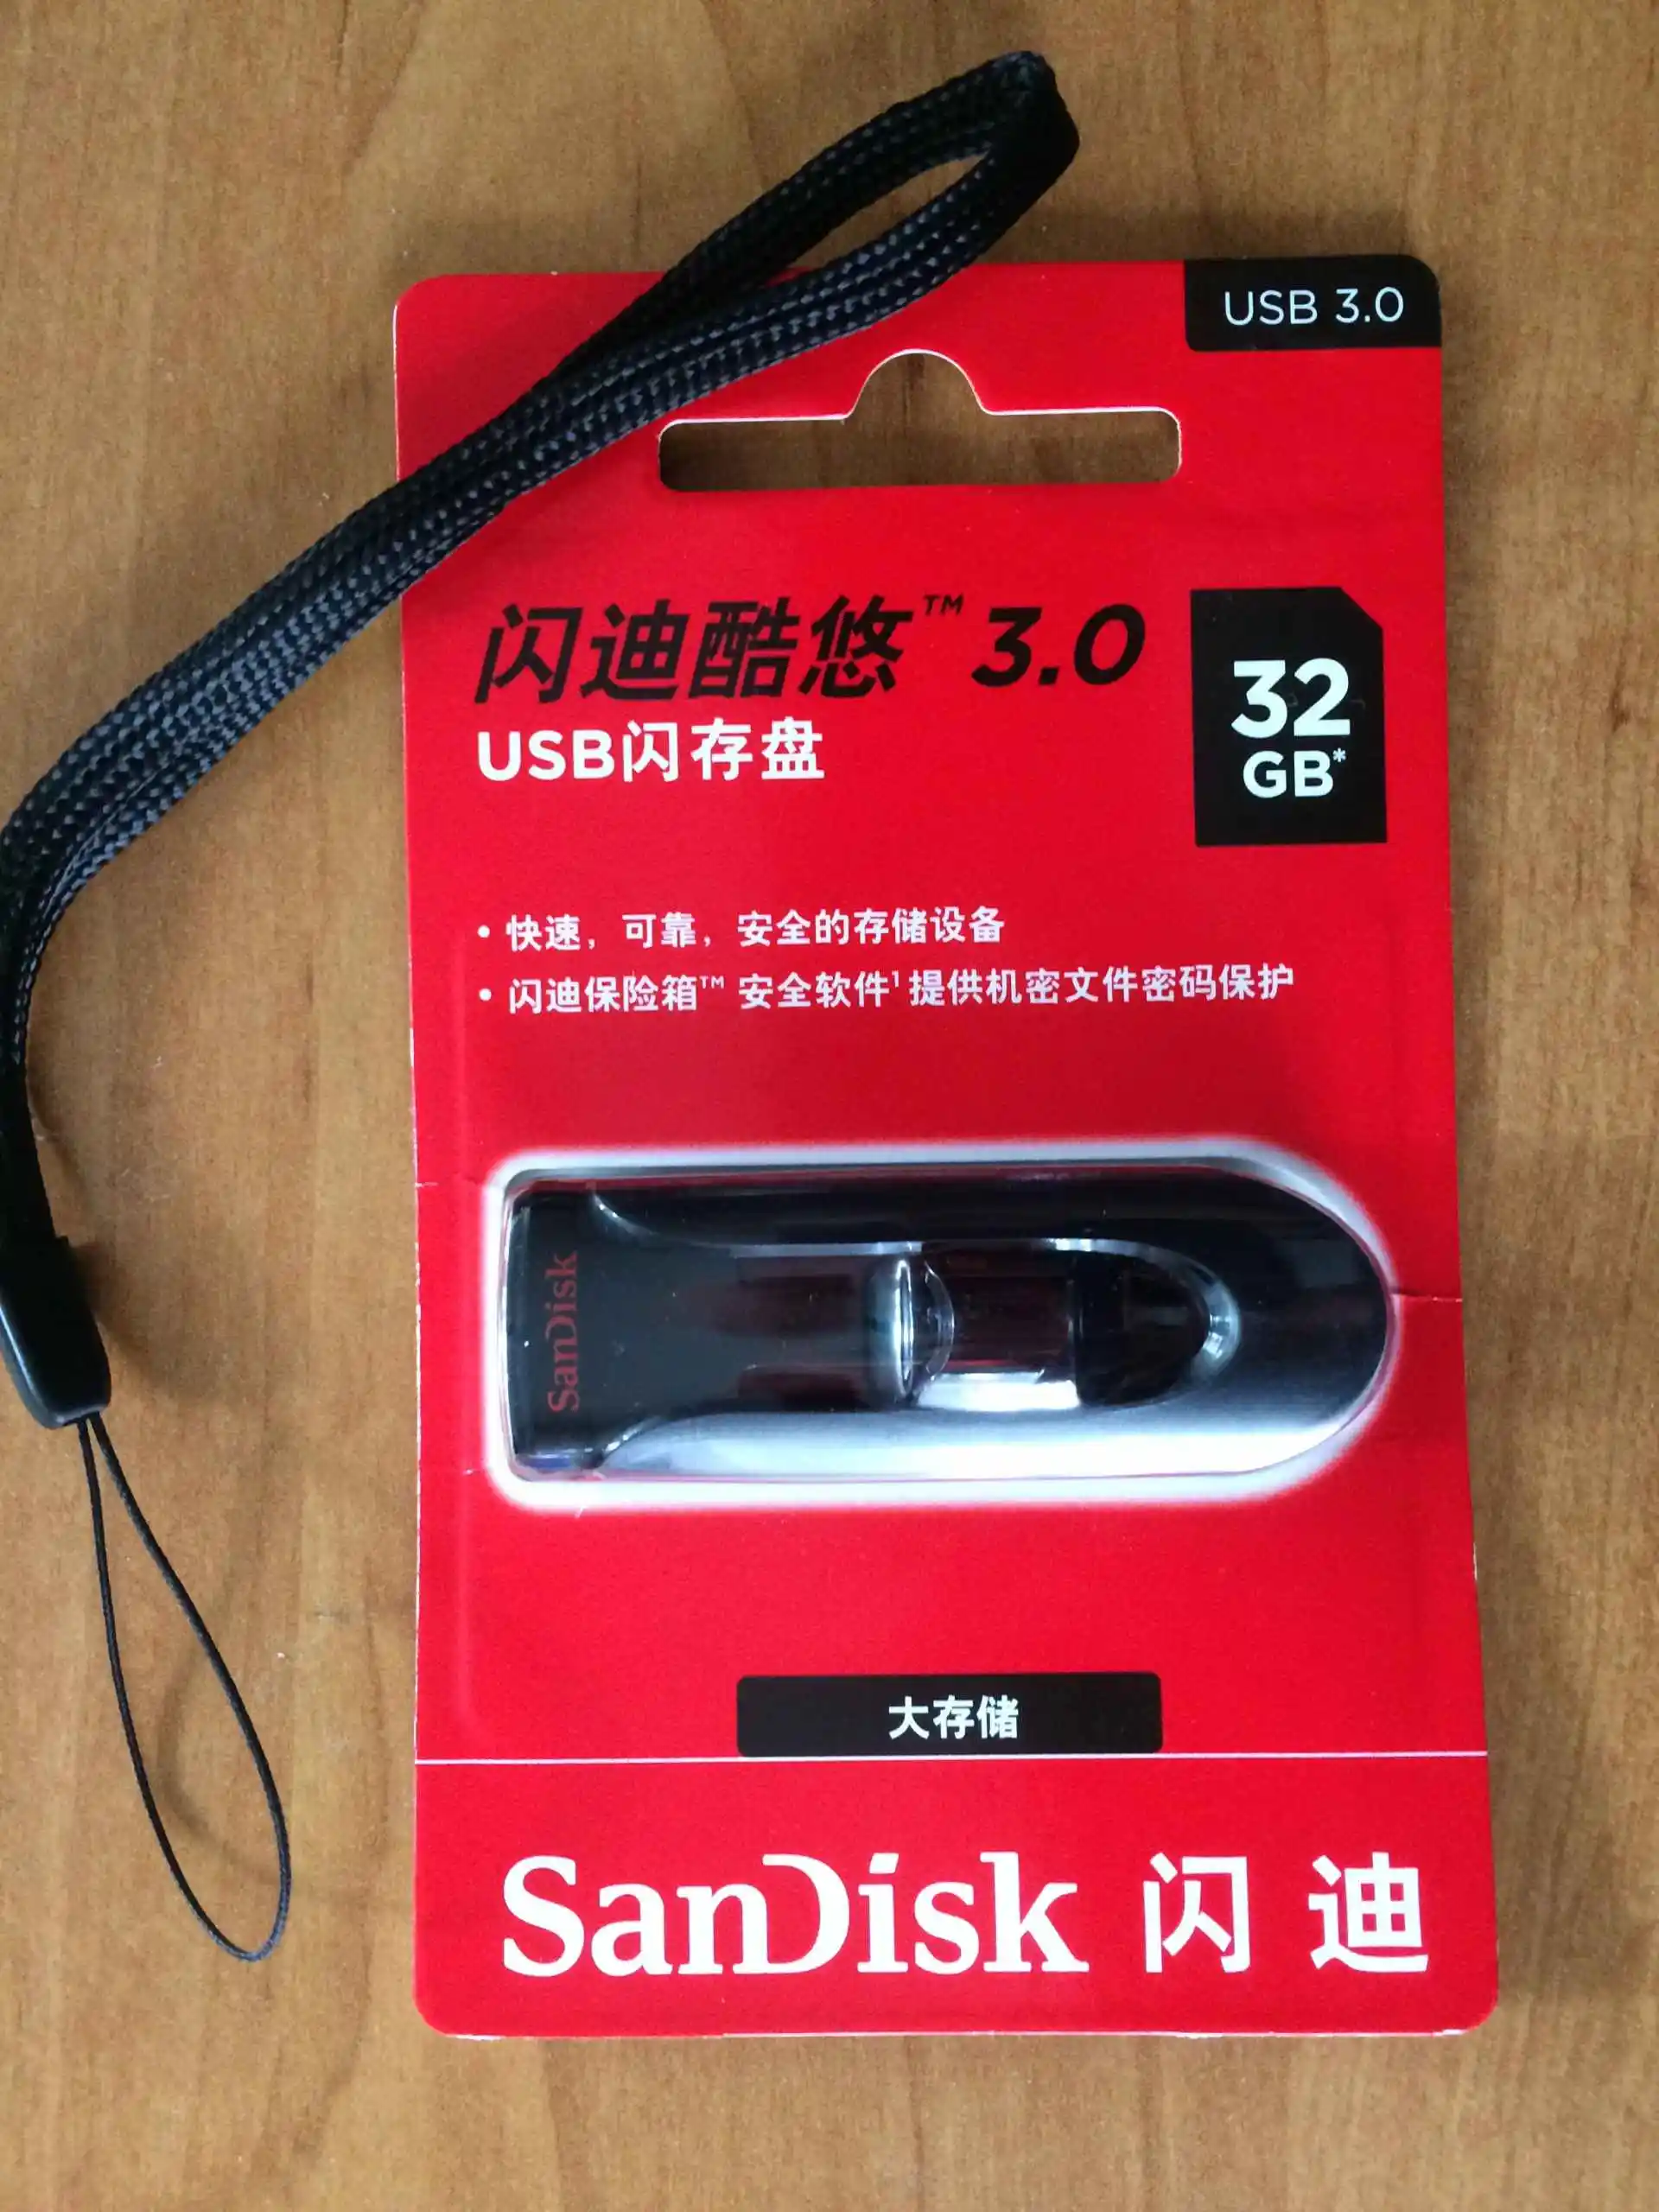 USB 3.0
闪迪酷悠™ 3.0
USB闪存盘
32
GB*
• 快速，可靠，安全的存储设备
• 闪迪保险箱™ 安全软件¹提供机密文件密码保护
SanDisk
大存储
SanDisk 闪迪